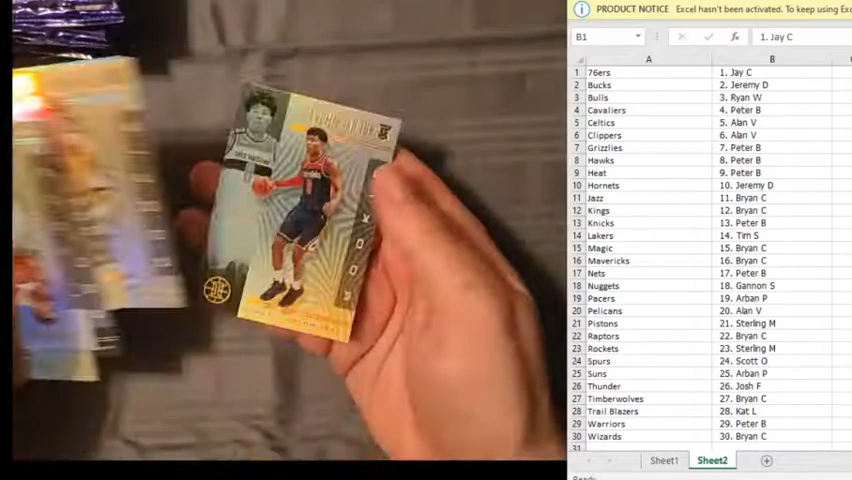 PRODUCT NOTICE Excel hasn't been activated. To keep using Exc
B1 fx 1. Jay C
A B
1 76ers 1. Jay C
2 Bucks 2. Jeremy D
3 Bulls 3. Ryan W
4 Cavaliers 4. Peter B
5 Celtics 5. Alan V
6 Clippers 6. Alan V
7 Grizzlies 7. Peter B
8 Hawks 8. Peter B
9 Heat 9. Peter B
10 Hornets 10. Jeremy D
11 Jazz 11. Bryan C
12 Kings 12. Bryan C
13 Knicks 13. Peter B
14 Lakers 14. Tim S
15 Magic 15. Bryan C
16 Mavericks 16. Bryan C
17 Nets 17. Peter B
18 Nuggets 18. Gannon S
19 Pacers 19. Arban P
20 Pelicans 20. Alan V
21 Pistons 21. Sterling M
22 Raptors 22. Bryan C
23 Rockets 23. Sterling M
24 Spurs 24. Scott O
25 Suns 25. Arban P
26 Thunder 26. Josh F
27 Timberwolves 27. Bryan C
28 Trail Blazers 28. Kat L
29 Warriors 29. Peter B
30 Wizards 30. Bryan C
31
Sheet1 Sheet2
Ready